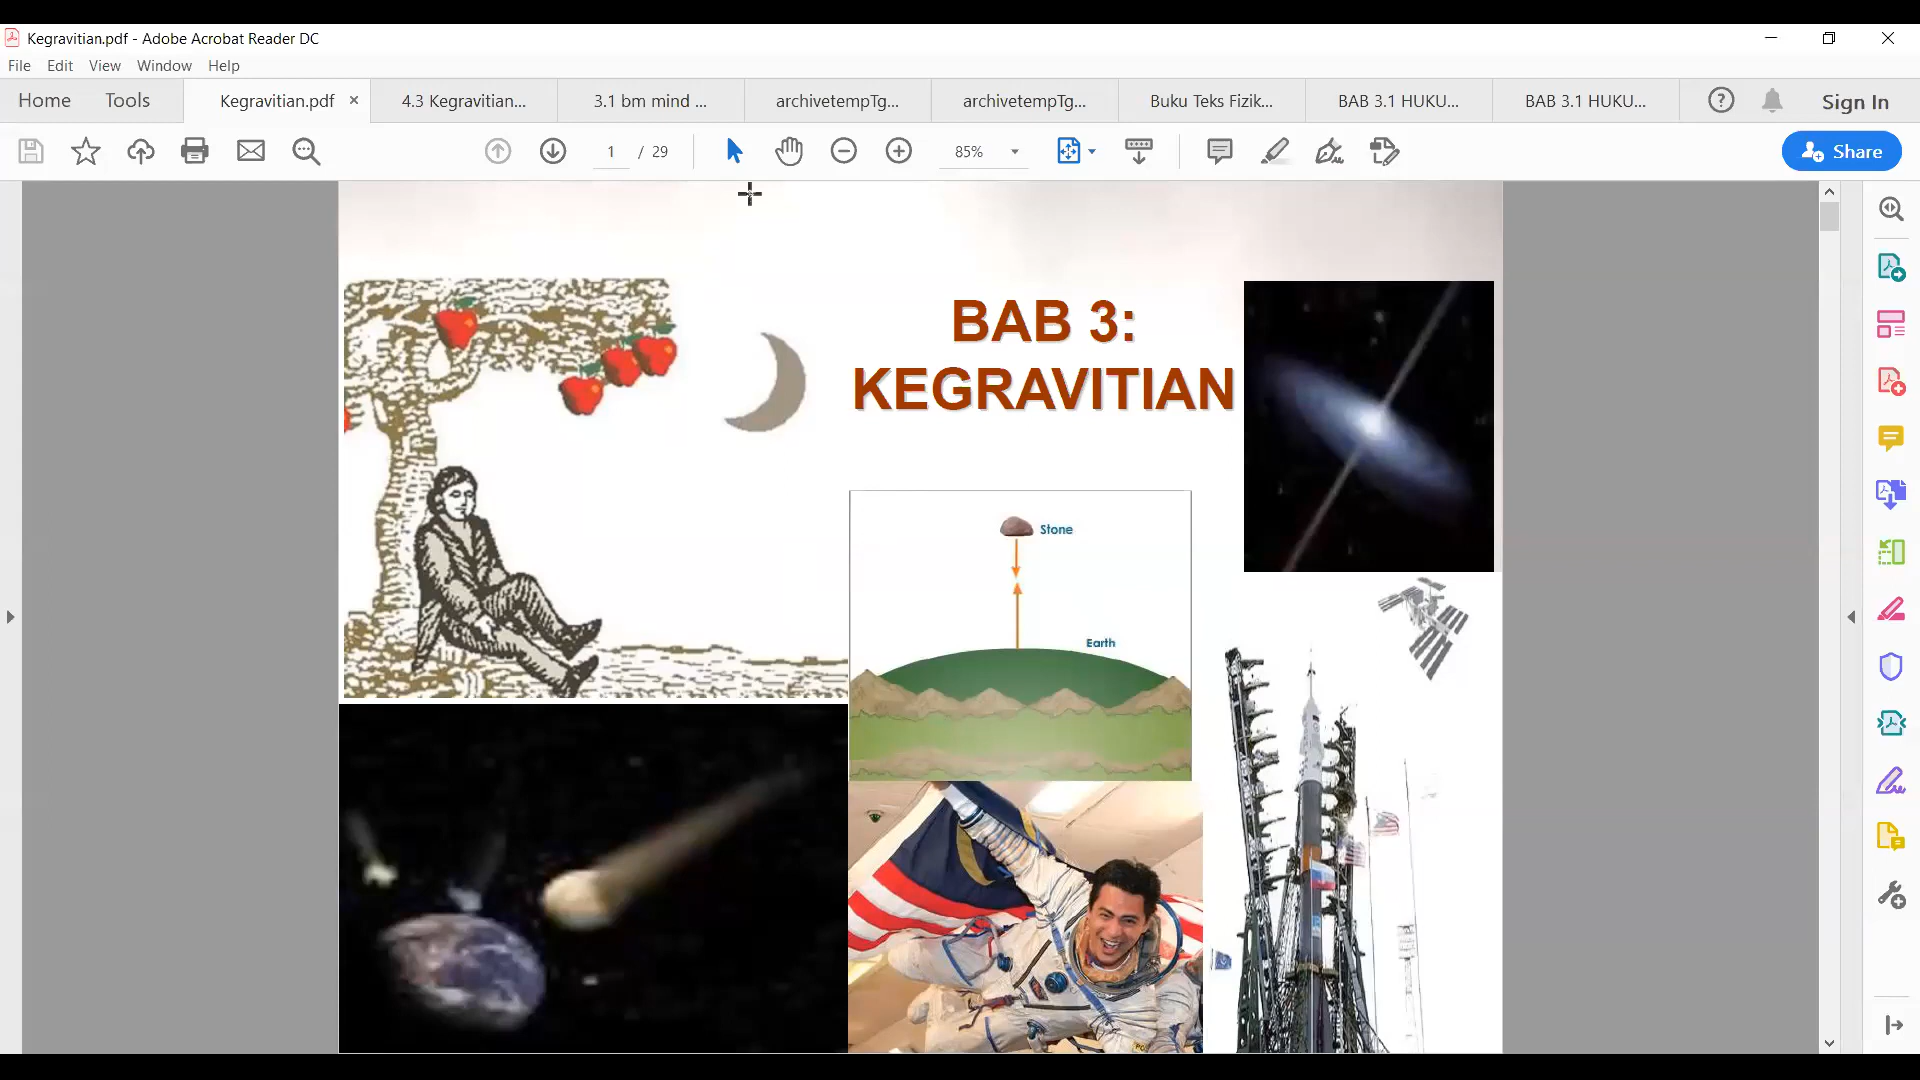 Kegravitian.pdf - Adobe Acrobat Reader DC
File Edit View Window Help
Home Tools Kegravitian.pdf × 4.3 Kegravitian... 3.1 bm mind ... archivetempTg... archivetempTg... Buku Teks Fizik... BAB 3.1 HUKU... BAB 3.1 HUKU... Sign In
1 / 29 85% Share
BAB 3:
KEGRAVITIAN
Stone
Earth